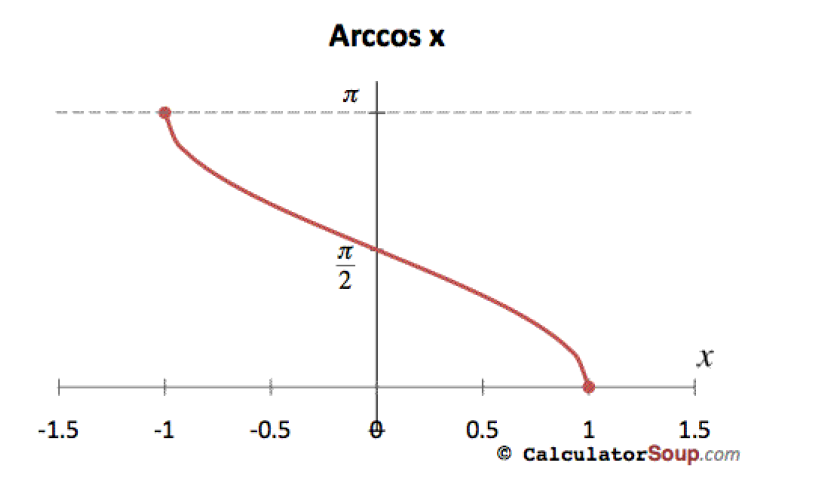 Arccos x
π
π
2
x
-1.5 -1 -0.5 0 0.5 1 1.5
© CalculatorSoup.com